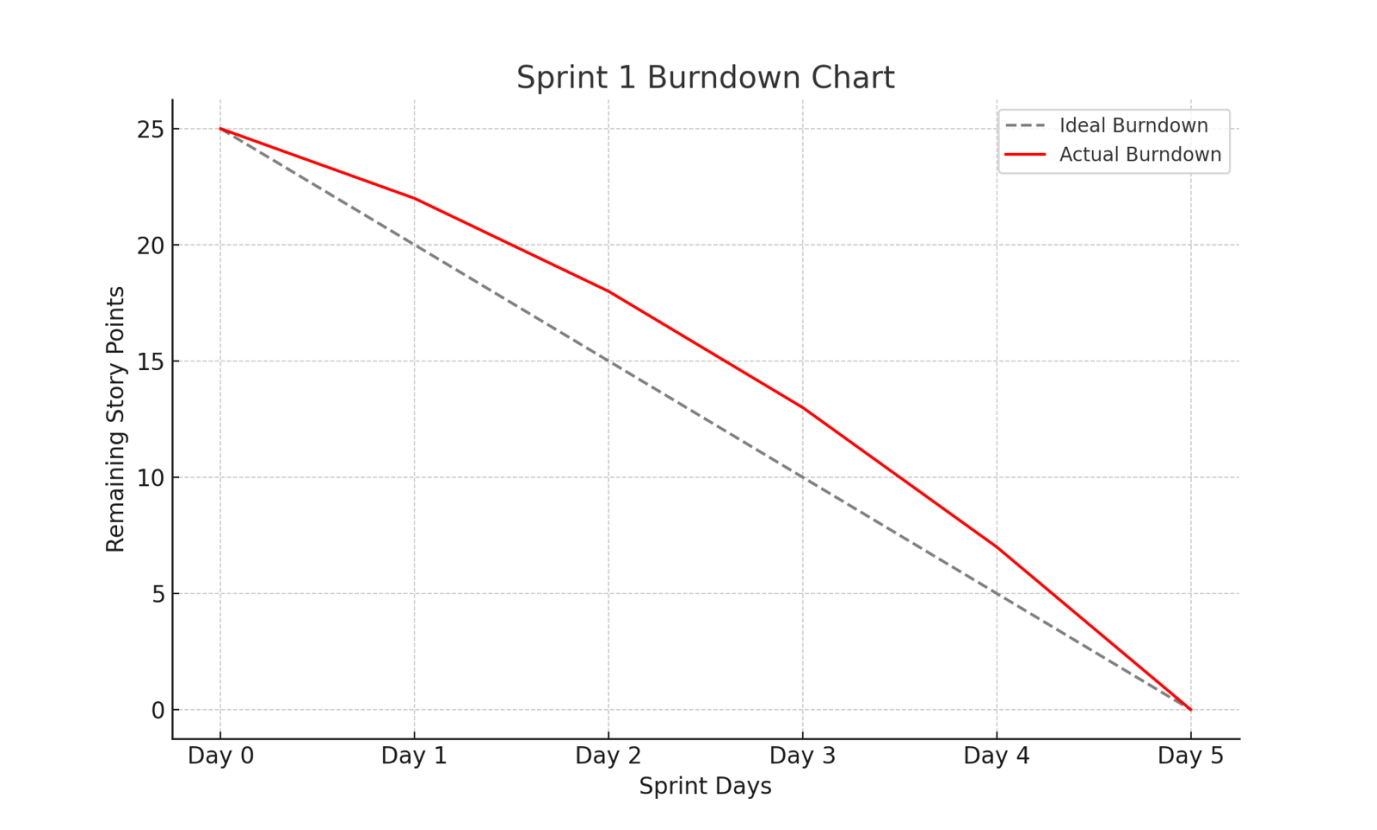 Sprint 1 Burndown Chart
Ideal Burndown
Actual Burndown
Remaining Story Points
25
20
15
10
5
0
Day 0
Day 1
Day 2
Day 3
Day 4
Day 5
Sprint Days